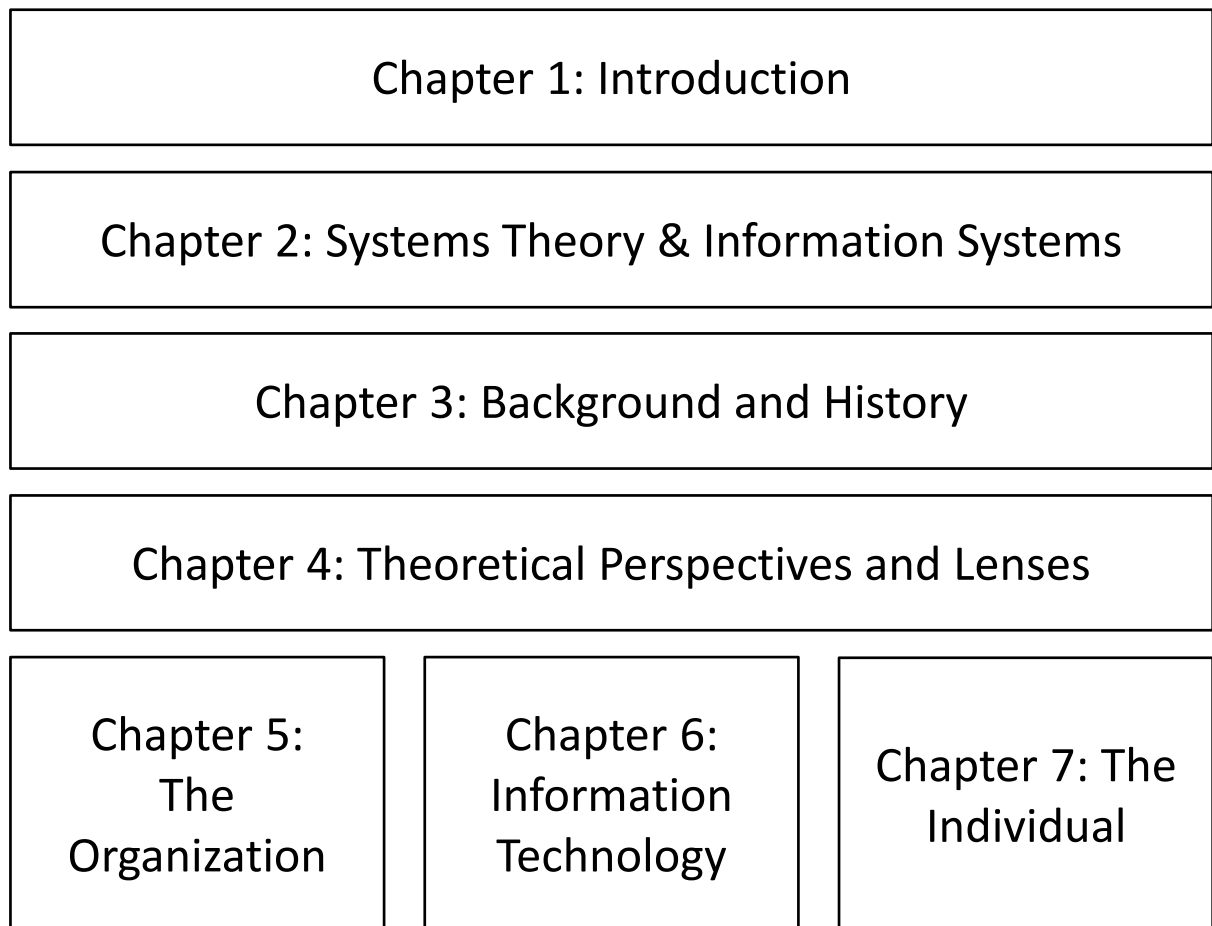 Chapter 1: Introduction
Chapter 2: Systems Theory & Information Systems
Chapter 3: Background and History
Chapter 4: Theoretical Perspectives and Lenses
Chapter 5:
The
Organization
Chapter 6:
Information
Technology
Chapter 7: The
Individual